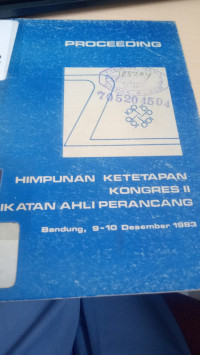 PROCEEDING
705201504
HIMPUNAN KETETAPAN
KONGRES II
IKATAN AHLI PERANCANG
Bandung, 9-10 Desember 1983